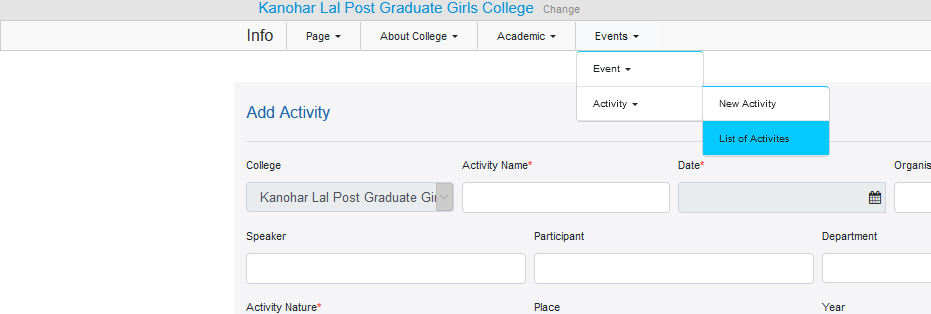 Kanohar Lal Post Graduate Girls College Change
Info Page About College Academic Events
Event
Activity New Activity
List of Activites
Add Activity
College Activity Name* Date* Organis
Kanohar Lal Post Graduate Gi
Speaker Participant Department
Activity Nature* Place Year